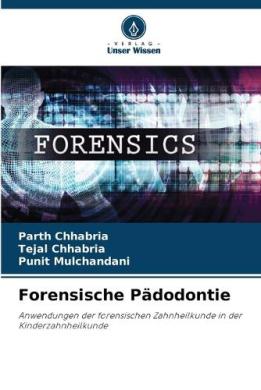 - VERLAG -
Unser Wissen
FORENSICS
Parth Chhabria
Tejal Chhabria
Punit Mulchandani
Forensische Pädodontie
Anwendungen der forensischen Zahnheilkunde in der
Kinderzahnheilkunde